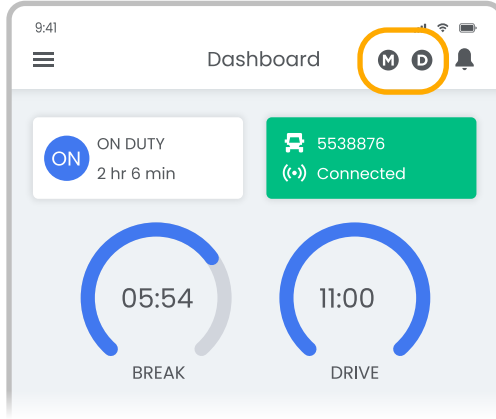 9:41
Dashboard M D
ON ON DUTY
2 hr 6 min
5538876
Connected
05:54
BREAK
11:00
DRIVE